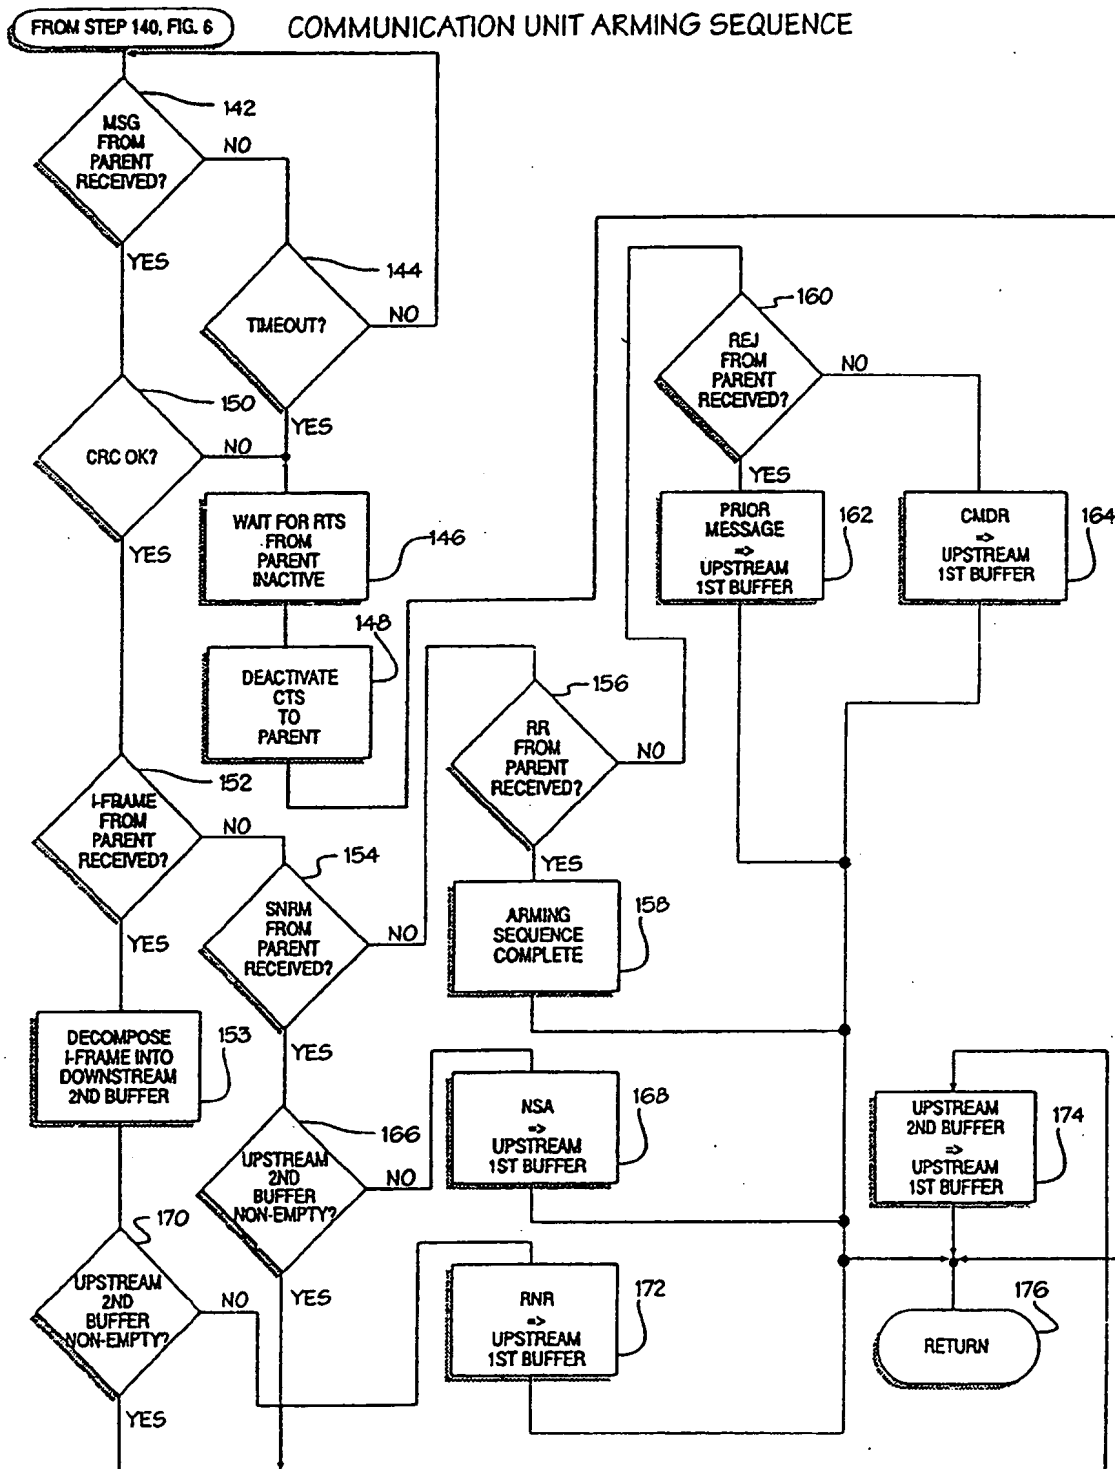 FROM STEP 140, FIG. 6
COMMUNICATION UNIT ARMING SEQUENCE
142
MSG
FROM
PARENT
RECEIVED?
NO
YES
144
TIMEOUT?
NO
YES
150
CRC OK?
NO
YES
WAIT FOR RTS
FROM
PARENT
INACTIVE
146
148
DEACTIVATE
CTS
TO
PARENT
160
REJ
FROM
PARENT
RECEIVED?
NO
YES
PRIOR
MESSAGE
=>
UPSTREAM
1ST BUFFER
162
CMDR
=>
UPSTREAM
1ST BUFFER
164
156
RR
FROM
PARENT
RECEIVED?
NO
YES
ARMING
SEQUENCE
COMPLETE
158
152
I-FRAME
FROM
PARENT
RECEIVED?
NO
YES
154
SNRM
FROM
PARENT
RECEIVED?
NO
YES
DECOMPOSE
I-FRAME INTO
DOWNSTREAM
2ND BUFFER
153
166
UPSTREAM
2ND
BUFFER
NON-EMPTY?
NO
YES
NSA
=>
UPSTREAM
1ST BUFFER
168
UPSTREAM
2ND BUFFER
=>
UPSTREAM
1ST BUFFER
174
170
UPSTREAM
2ND
BUFFER
NON-EMPTY?
NO
YES
RNR
=>
UPSTREAM
1ST BUFFER
172
176
RETURN